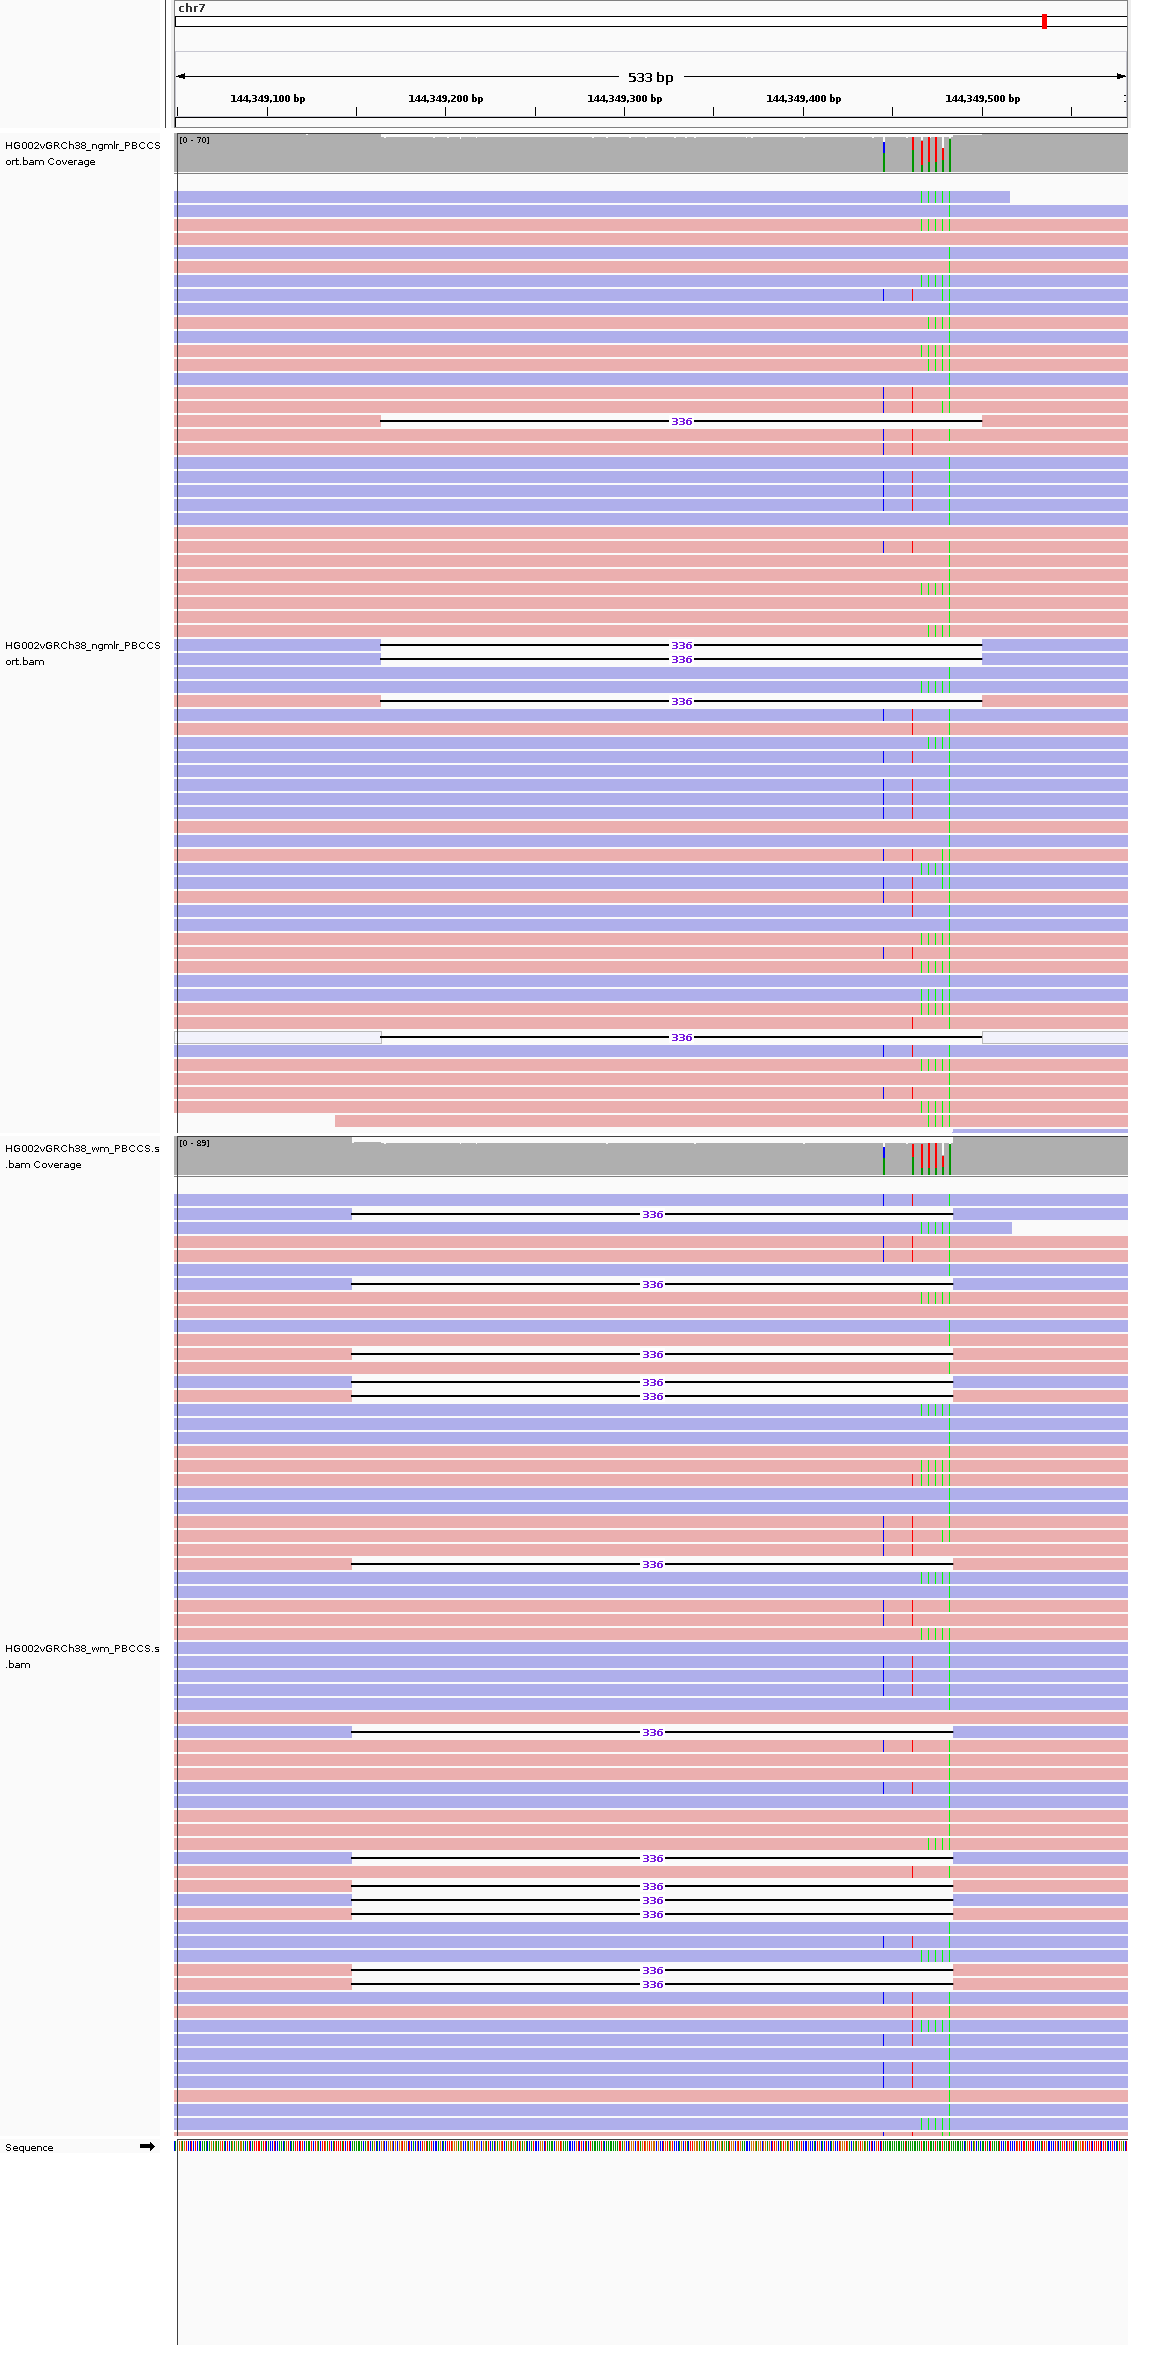 chr7
533 bp
144,349,100 bp 144,349,200 bp 144,349,300 bp 144,349,400 bp 144,349,500 bp
HG002vGRCh38_ngmlr_PBCCS
ort.bam Coverage
[0 - 70]
336
HG002vGRCh38_ngmlr_PBCCS
ort.bam
336
336
336
336
HG002vGRCh38_wm_PBCCS.s
.bam Coverage
[0 - 89]
336
336
336
336
336
336
HG002vGRCh38_wm_PBCCS.s
.bam
336
336
336
336
336
336
336
Sequence